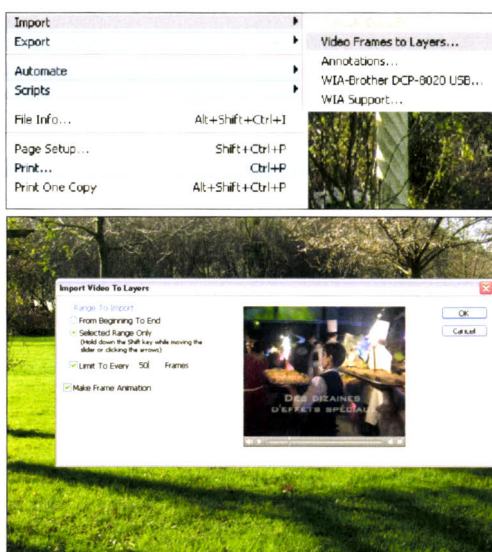 Import
Export
Automate
Scripts
File Info... Alt+Shift+Ctrl+I
Page Setup... Shift+Ctrl+P
Print... Ctrl+P
Print One Copy Alt+Shift+Ctrl+P
Video Frames to Layers...
Annotations...
WIA-Brother DCP-8020 USB...
WIA Support...
Import Video To Layers
Range To Import
From Beginning To End
Selected Range Only
(Hold down the Shift key while moving the
slider or clicking the arrows)
Limit To Every 50 Frames
Make Frame Animation
DES DIZAINES
D'EFFETS SPÉCIAUX
OK
Cancel